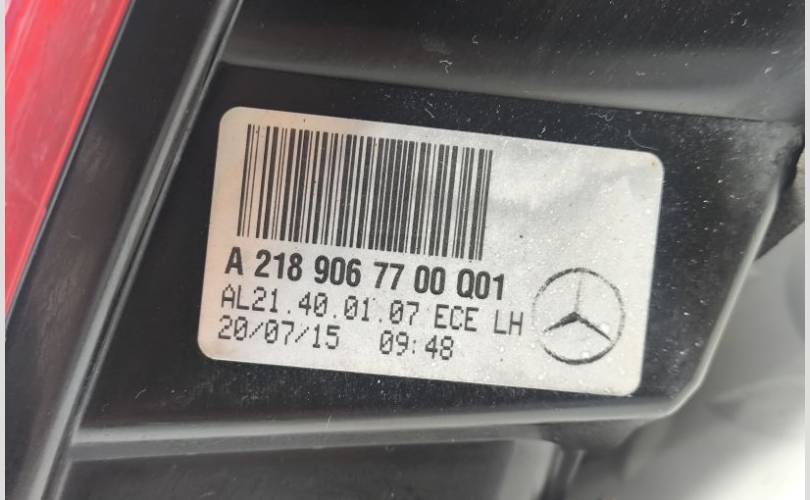 A 218 906 77 00 Q01
AL21.40.01.07 ECE LH
20/07/15 09:48